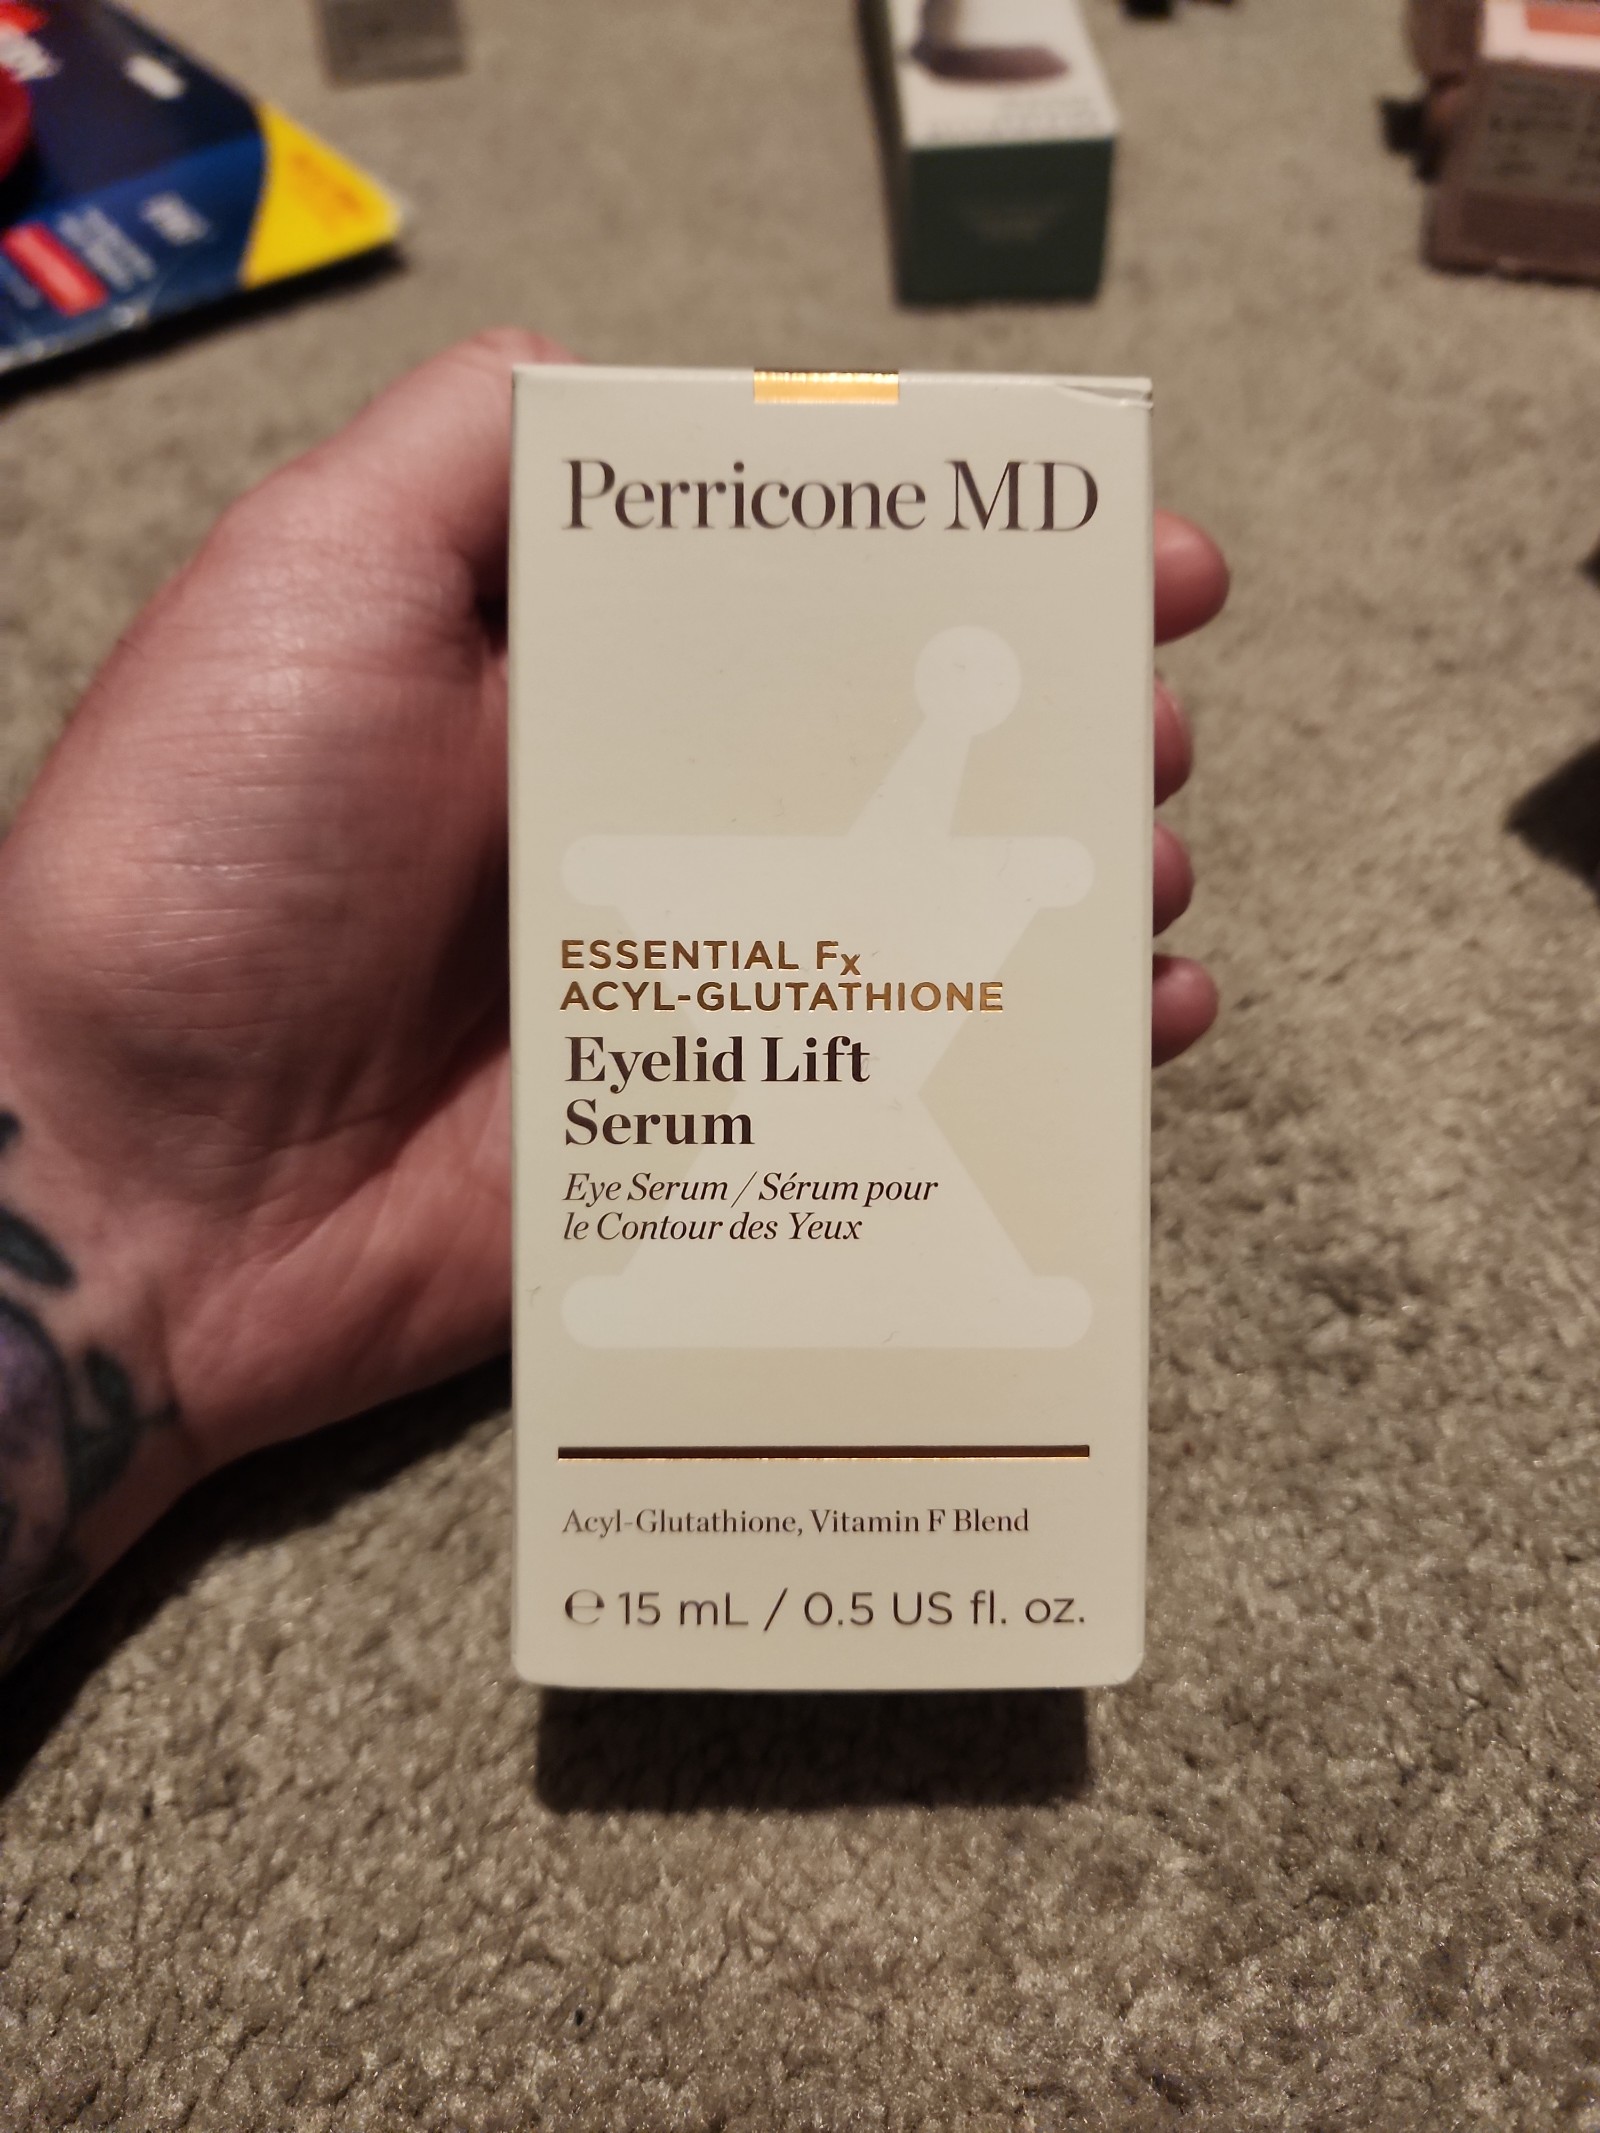 Perricone MD
ESSENTIAL Fx
ACYL-GLUTATHIONE
Eyelid Lift
Serum
Eye Serum / Sérum pour
le Contour des Yeux
Acyl-Glutathione, Vitamin F Blend
℮ 15 mL / 0.5 US fl. oz.